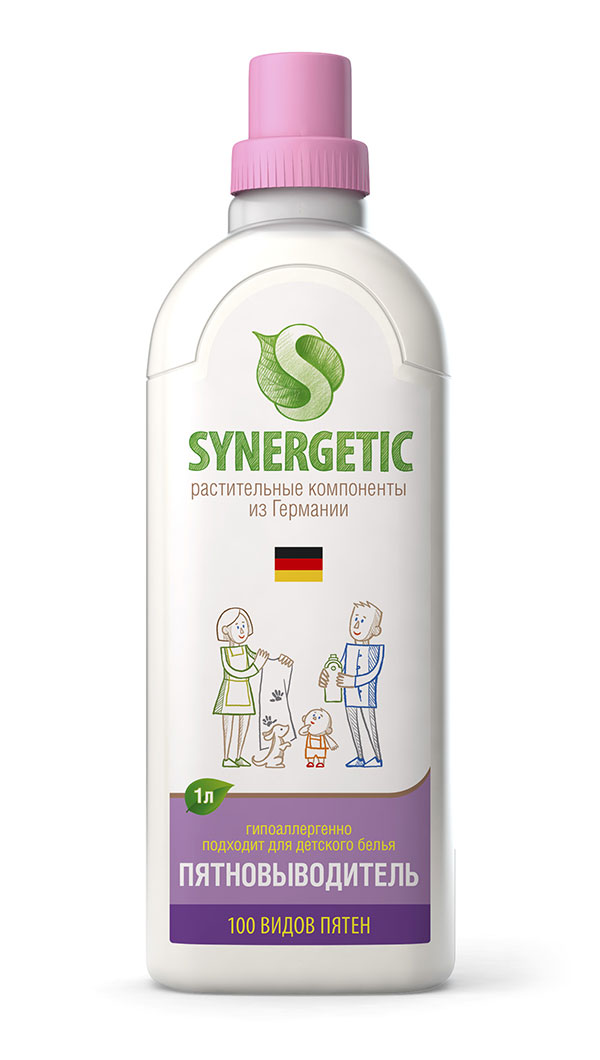 SYNERGETIC
растительные компоненты
из Германии
1л
гипоаллергенно
подходит для детского белья
ПЯТНОВЫВОДИТЕЛЬ
100 ВИДОВ ПЯТЕН